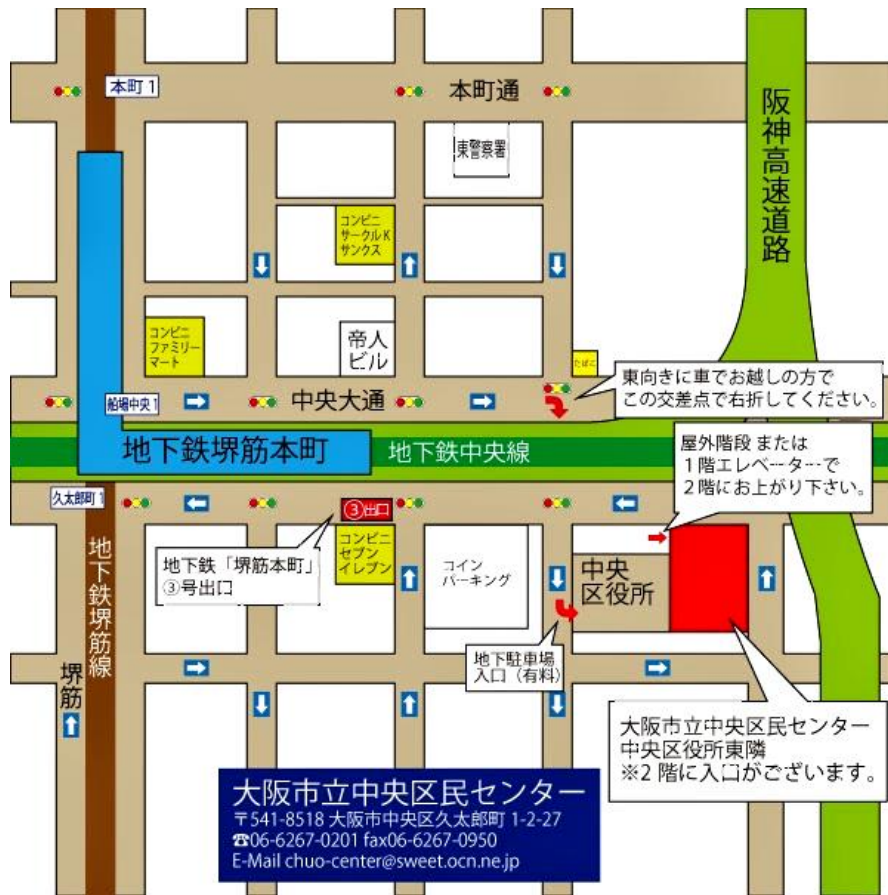 本町1
本町通
東警察署
阪神高速道路
コンビニ
サークルK
サンクス
コンビニ
ファミリー
マート
帝人
ビル
たばこ
東向きに車でお越しの方で
この交差点で右折してください。
船場中央1
中央大通
地下鉄堺筋本町
地下鉄中央線
屋外階段 または
1階エレベーターで
2階にお上がり下さい。
久太郎町1
③出口
地下鉄「堺筋本町」
③号出口
コンビニ
セブン
イレブン
コイン
パーキング
中央
区役所
地下鉄堺筋線
堺筋
地下駐車場
入口(有料)
大阪市立中央区民センター
中央区役所東隣
※2階に入口がございます。
大阪市立中央区民センター
〒541-8518 大阪市中央区久太郎町 1-2-27
☎06-6267-0201 fax06-6267-0950
E-Mail chuo-center@sweet.ocn.ne.jp